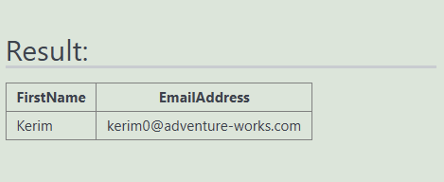 Result:
FirstName EmailAddress
Kerim kerim0@adventure-works.com